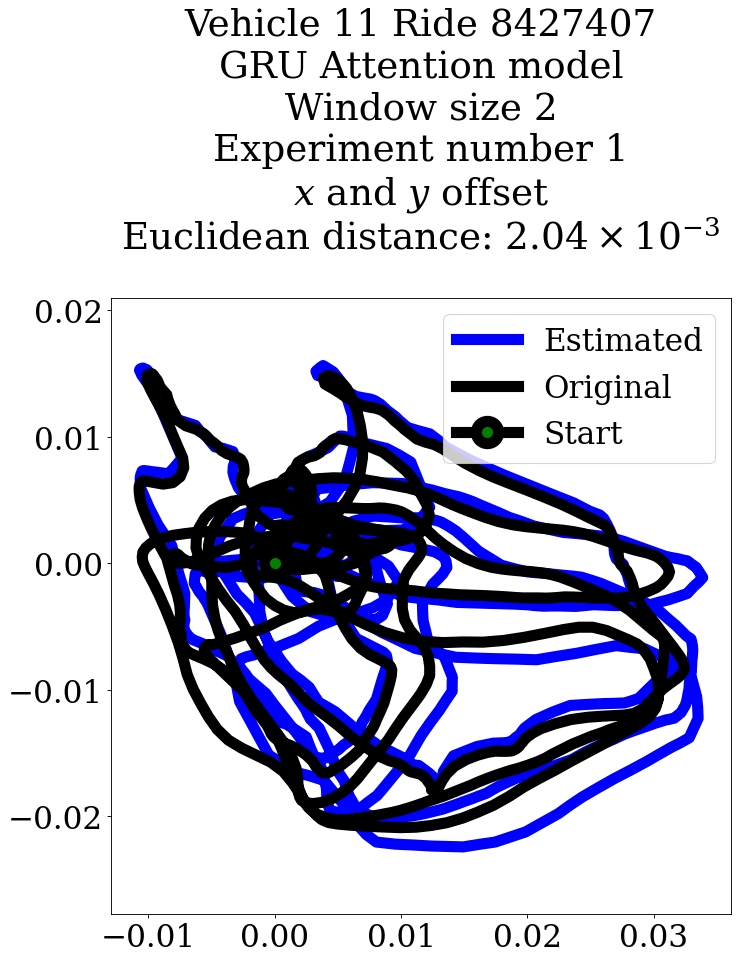 Vehicle 11 Ride 8427407
GRU Attention model
Window size 2
Experiment number 1
x and y offset
Euclidean distance: 2.04 × 10⁻³
0.02
Estimated
Original
Start
0.01
0.00
−0.01
−0.02
−0.01 0.00 0.01 0.02 0.03